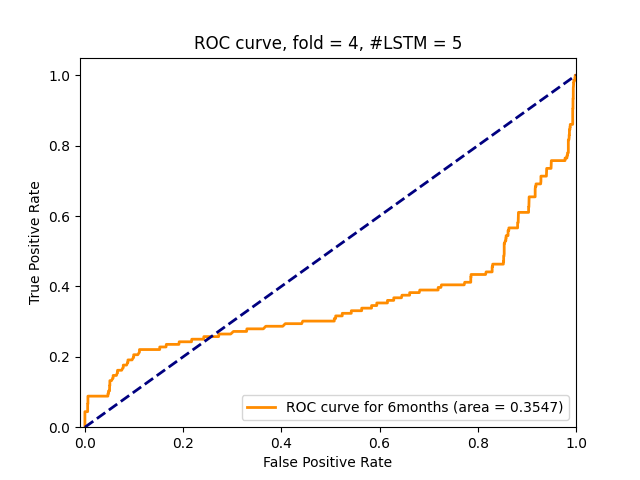 ROC curve, fold = 4, #LSTM = 5
True Positive Rate
1.0
0.8
0.6
0.4
0.2
0.0
ROC curve for 6months (area = 0.3547)
0.0 0.2 0.4 0.6 0.8 1.0
False Positive Rate